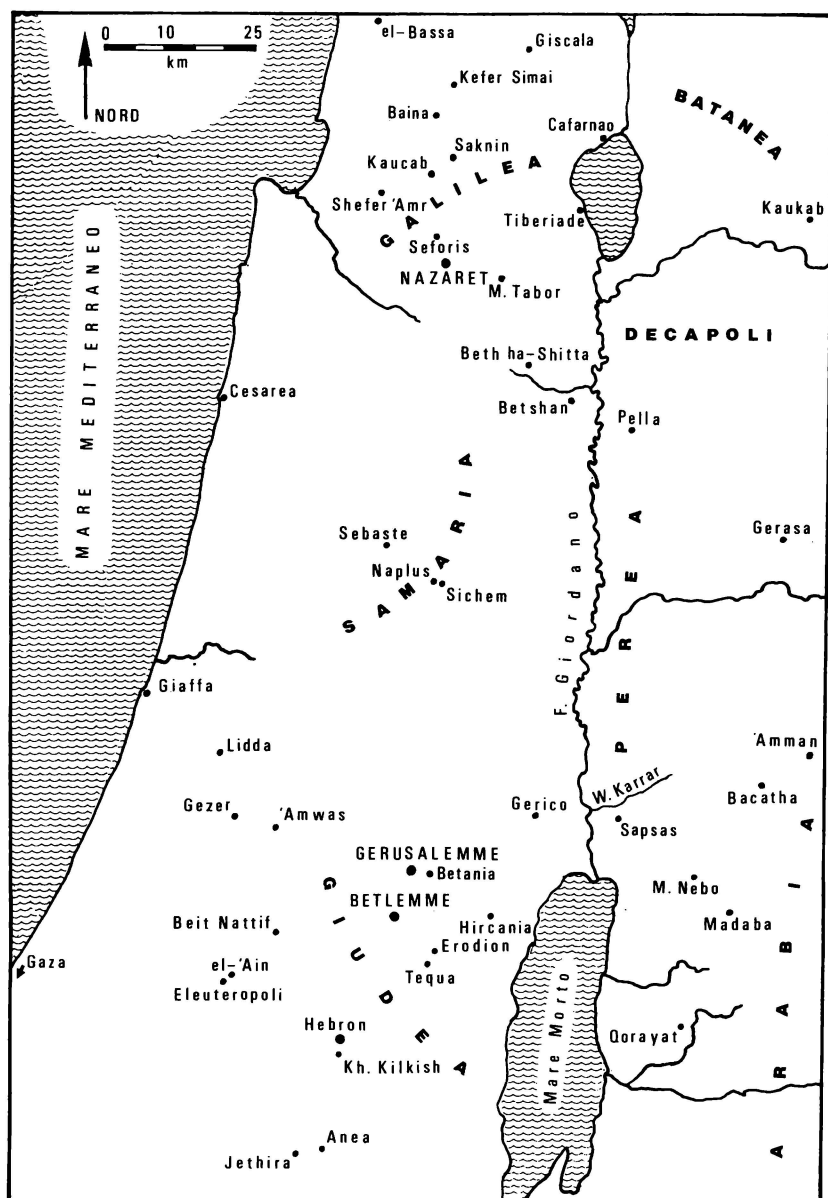 0 10 25
km
NORD
el-Bassa
Giscala
Kefer Simai
Baina
Cafarnao
BATANEA
Saknin
Kaucab
GALILEA
Shefer 'Amr
Tiberiade
Kaukab
Seforis
NAZARET
M. Tabor
MARE MEDITERRANEO
DECAPOLI
Beth ha-Shitta
Cesarea
Betshan
Pella
SAMARIA
Sebaste
Gerasa
Naplus
Sichem
F. Giordano
PEREA
Giaffa
Lidda
'Amman
W. Karrar
Bacatha
Gezer
'Amwas
Gerico
Sapsas
GERUSALEMME
Betania
M. Nebo
BETLEMME
GIUDEA
Hircania
Madaba
Beit Nattif
Erodion
ARABIA
Gaza
el-'Ain
Tequa
Eleuteropoli
Hebron
Qorayat
Kh. Kilkish
Mare Morto
Anea
Jethira